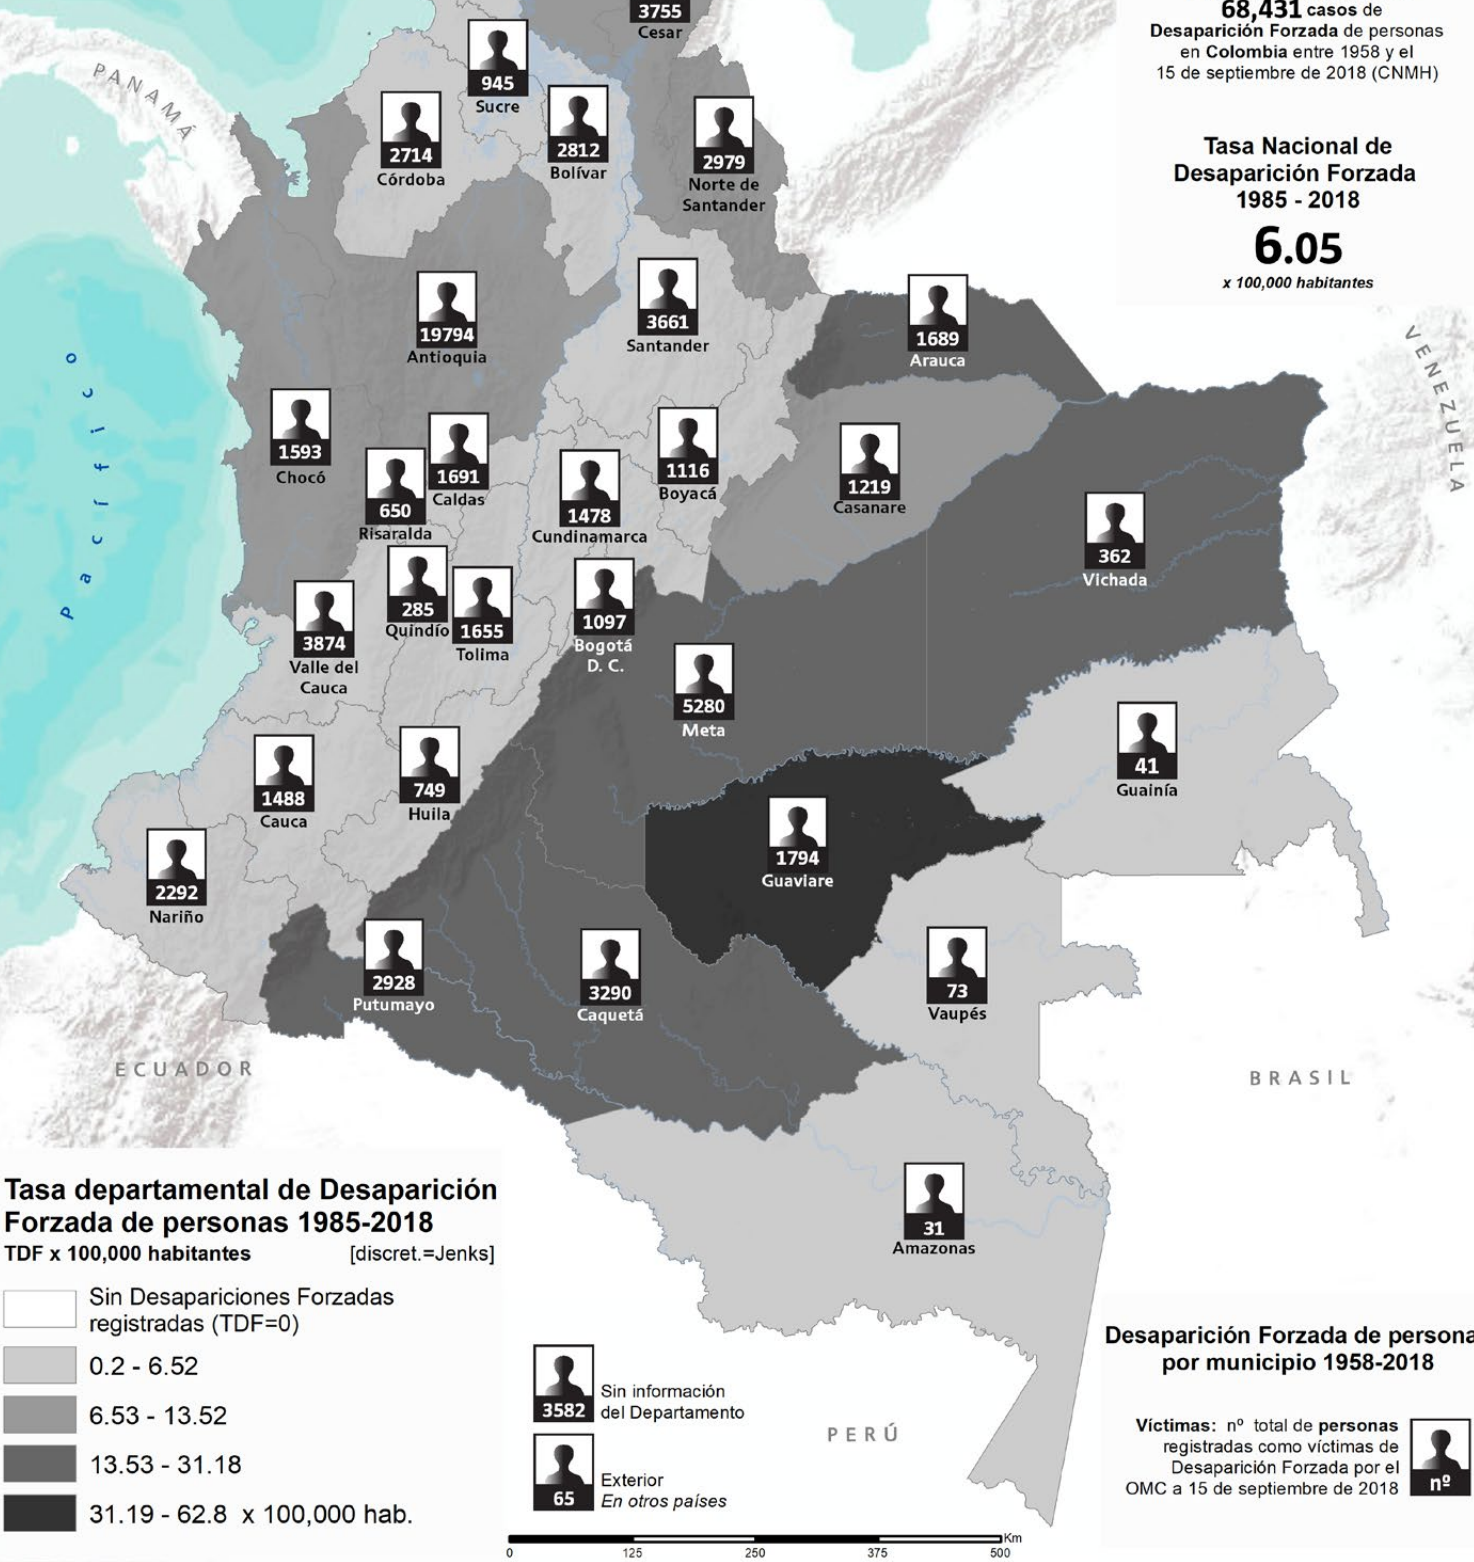 3755
Cesar
68,431 casos de
Desaparición Forzada de personas
en Colombia entre 1958 y el
15 de septiembre de 2018 (CNMH)
PANAMÁ
945
Sucre
2714
Córdoba
2812
Bolívar
2979
Norte de
Santander
Tasa Nacional de
Desaparición Forzada
1985 - 2018
6.05
x 100,000 habitantes
19794
Antioquia
3661
Santander
1689
Arauca
VENEZUELA
Pacífico
1593
Chocó
1691
Caldas
650
Risaralda
1478
Cundinamarca
1116
Boyacá
1219
Casanare
362
Vichada
285
Quindío
1655
Tolima
1097
Bogotá
D. C.
3874
Valle del
Cauca
5280
Meta
41
Guainía
1488
Cauca
749
Huila
1794
Guaviare
2292
Nariño
2928
Putumayo
3290
Caquetá
73
Vaupés
ECUADOR
BRASIL
31
Amazonas
Tasa departamental de Desaparición
Forzada de personas 1985-2018
TDF x 100,000 habitantes [discret.=Jenks]
Sin Desapariciones Forzadas
registradas (TDF=0)
0.2 - 6.52
6.53 - 13.52
13.53 - 31.18
31.19 - 62.8 x 100,000 hab.
3582
Sin información
del Departamento
65
Exterior
En otros países
PERÚ
Desaparición Forzada de persona
por municipio 1958-2018
Víctimas: nº total de personas
registradas como víctimas de
Desaparición Forzada por el
OMC a 15 de septiembre de 2018
nº
0 125 250 375 500 Km